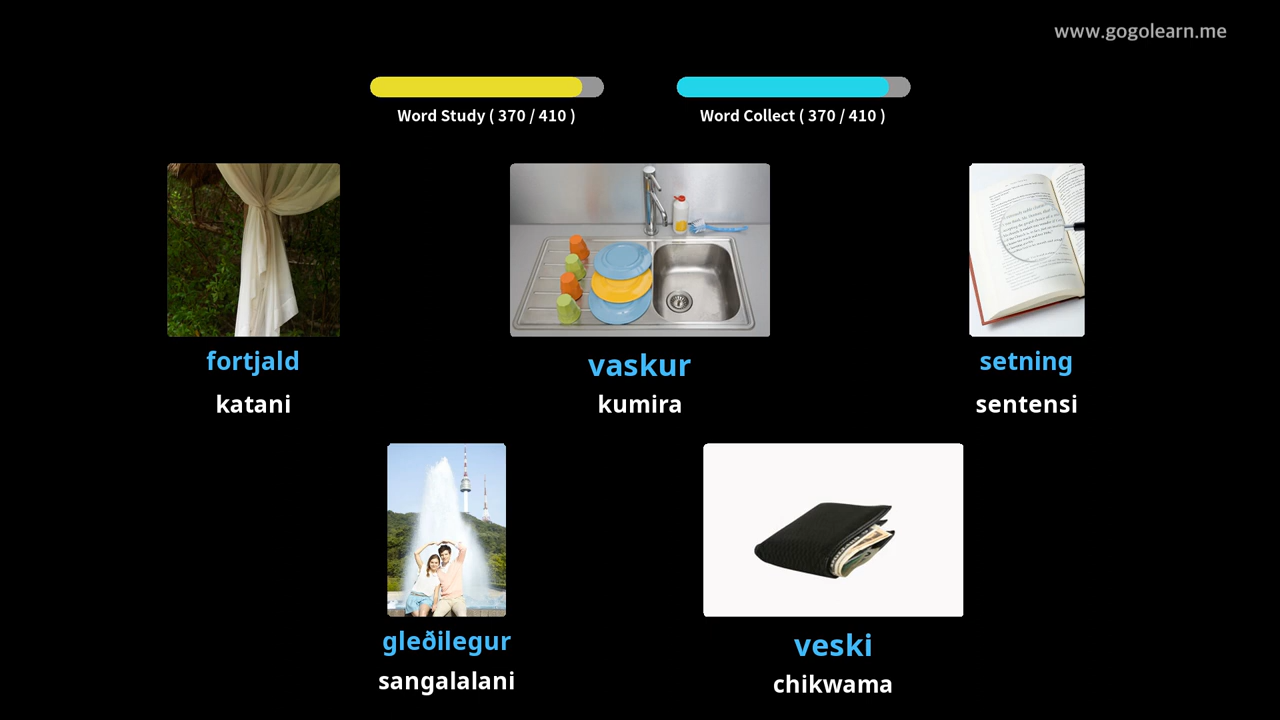 www.gogolearn.me
Word Study ( 370 / 410 )
Word Collect ( 370 / 410 )
fortjald
katani
vaskur
kumira
setning
sentensi
gleðilegur
sangalalani
veski
chikwama